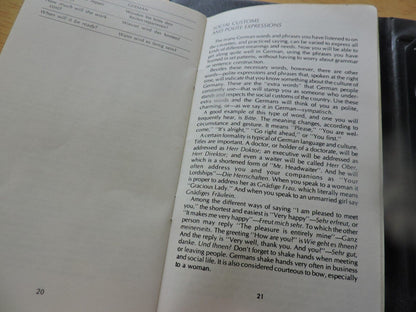 GERMAN
When will it be ready?
20
SOCIAL CUSTOMS
AND POLITE EXPRESSIONS
The many German words and phrases you have listened to on
the cassette, and practised saying, can be varied to express all
sorts of different meanings and needs. Now you will be able to
get along quite well in German, using the phrases you have
learned in set patterns, without having to worry about grammar
or sentence construction.
Besides these necessary words, however, there are other
words—polite expressions and phrases that, spoken at the right
time, will indicate that you know something about the culture of
Germany. These are the "extra words" that German people
constantly use—that will stamp you as someone who under-
stands and respects the social customs of the country. Use these
extra words and the Germans will think of you as polite,
charming, or—as we say it in German—sympatisch.
A good example of this type of word, and one you will
frequently hear, is Bitte. The meaning changes, according to
circumstance and gesture. It means "Please," "You are wel-
come," "It's alright," "Go right ahead," or "You first."
A certain formality is typical of German language and culture.
Titles are important. A doctor, or holder of a doctorate, will be
addressed as Herr Doktor; an executive will be addressed as
Herr Direktor; and even a waiter will be called Herr Ober,
which is a shortened form of "Mr. Headwaiter." And he will
often address you and your companions as "Your
Lordships"—Die Herrschaften. When you speak to a woman it
is proper to address her as Gnädige Frau, which literally means
"Gracious Lady." And when you speak to an unmarried girl say
Gnädiges Fräulein.
Among the different ways of saying "I am pleased to meet
you," the shortest and easiest is "Very happy"—Sehr erfreut, or
"It makes me very happy"—Freut mich sehr. To which the other
person may reply "The pleasure is entirely mine"—Ganz
meinerseits. The greeting "How are you?" is Wie geht es Ihnen?
And the reply is "Very well, thank you. And you?"—Sehr gut,
danke. Und Ihnen? Don't forget to shake hands when meeting
or leaving people. Germans shake hands very often in business
and social life. It is also considered courteous to bow, especially
to a woman.
21